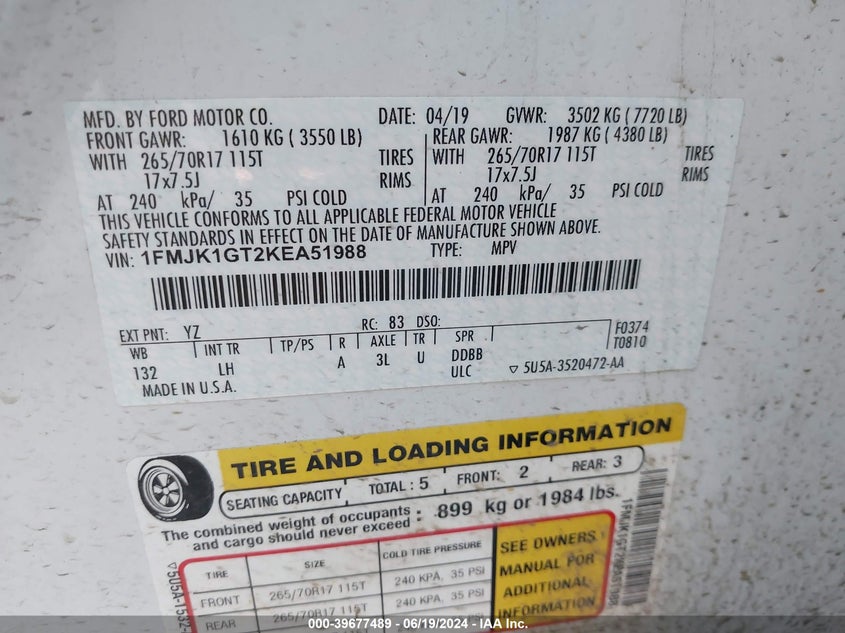 MFD. BY FORD MOTOR CO. DATE: 04/19 GVWR: 3502 KG ( 7720 LB)
FRONT GAWR: 1610 KG ( 3550 LB) REAR GAWR: 1987 KG ( 4380 LB)
WITH 265/70R17 115T TIRES WITH 265/70R17 115T TIRES
17x7.5J RIMS 17x7.5J RIMS
AT 240 kPa/ 35 PSI COLD AT 240 kPa/ 35 PSI COLD
THIS VEHICLE CONFORMS TO ALL APPLICABLE FEDERAL MOTOR VEHICLE
SAFETY STANDARDS IN EFFECT ON THE DATE OF MANUFACTURE SHOWN ABOVE.
VIN: 1FMJK1GT2KEA51988 TYPE: MPV
EXT PNT: YZ RC: 83 DSO: F0374
WB INT TR TP/PS R AXLE TR SPR T0810
132 LH A 3L U DDBB
ULC ▽ 5U5A-3520472-AA
MADE IN U.S.A.
TIRE AND LOADING INFORMATION
SEATING CAPACITY TOTAL : 5 FRONT: 2 REAR: 3
The combined weight of occupants : 899 kg or 1984 lbs.
and cargo should never exceed
TIRE SIZE COLD TIRE PRESSURE
FRONT 265/70R17 115T 240 KPA, 35 PSI
REAR 265/70R17 115T 240 KPA, 35 PSI
SEE OWNERS
MANUAL FOR
ADDITIONAL
INFORMATION
▽5U5A-1532
000-39677489 - 06/19/2024 - IAA Inc.